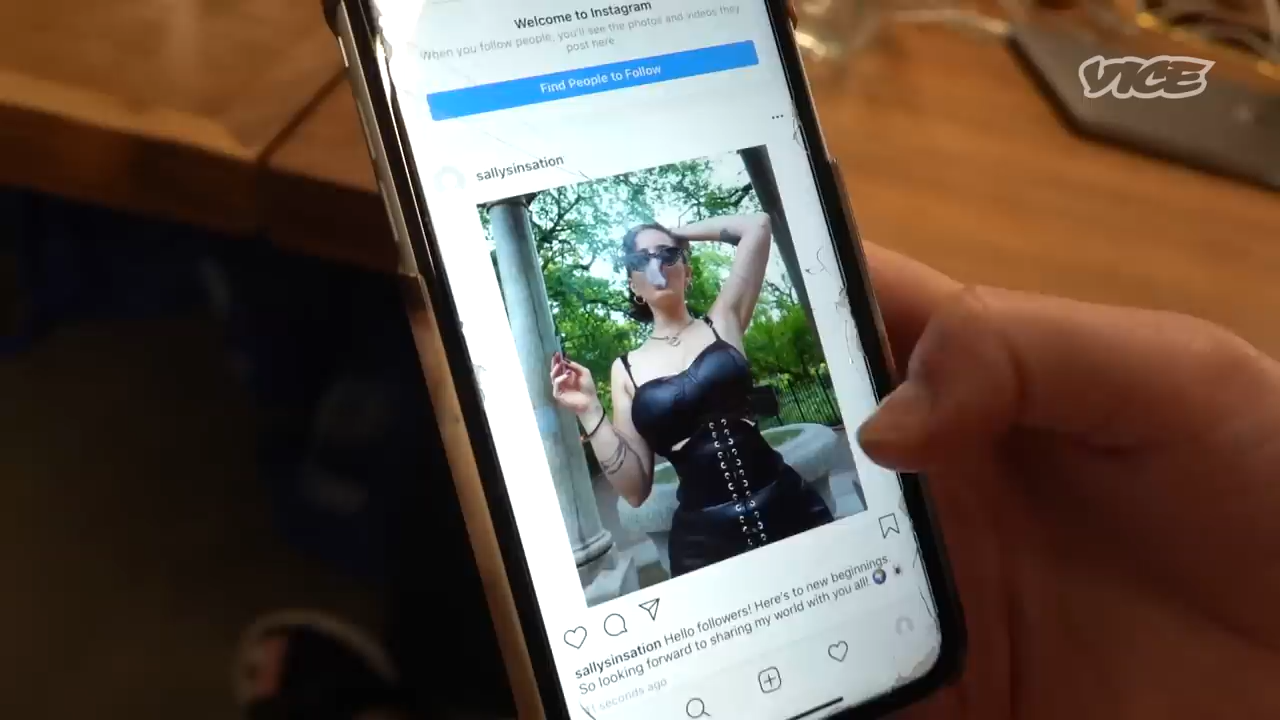 VICE
Welcome to Instagram
When you follow people, you'll see the photos and videos they
post here.
Find People to Follow
sallysinsation
sallysinsation Hello followers! Here's to new beginnings
So looking forward to sharing my world with you all!
seconds ago